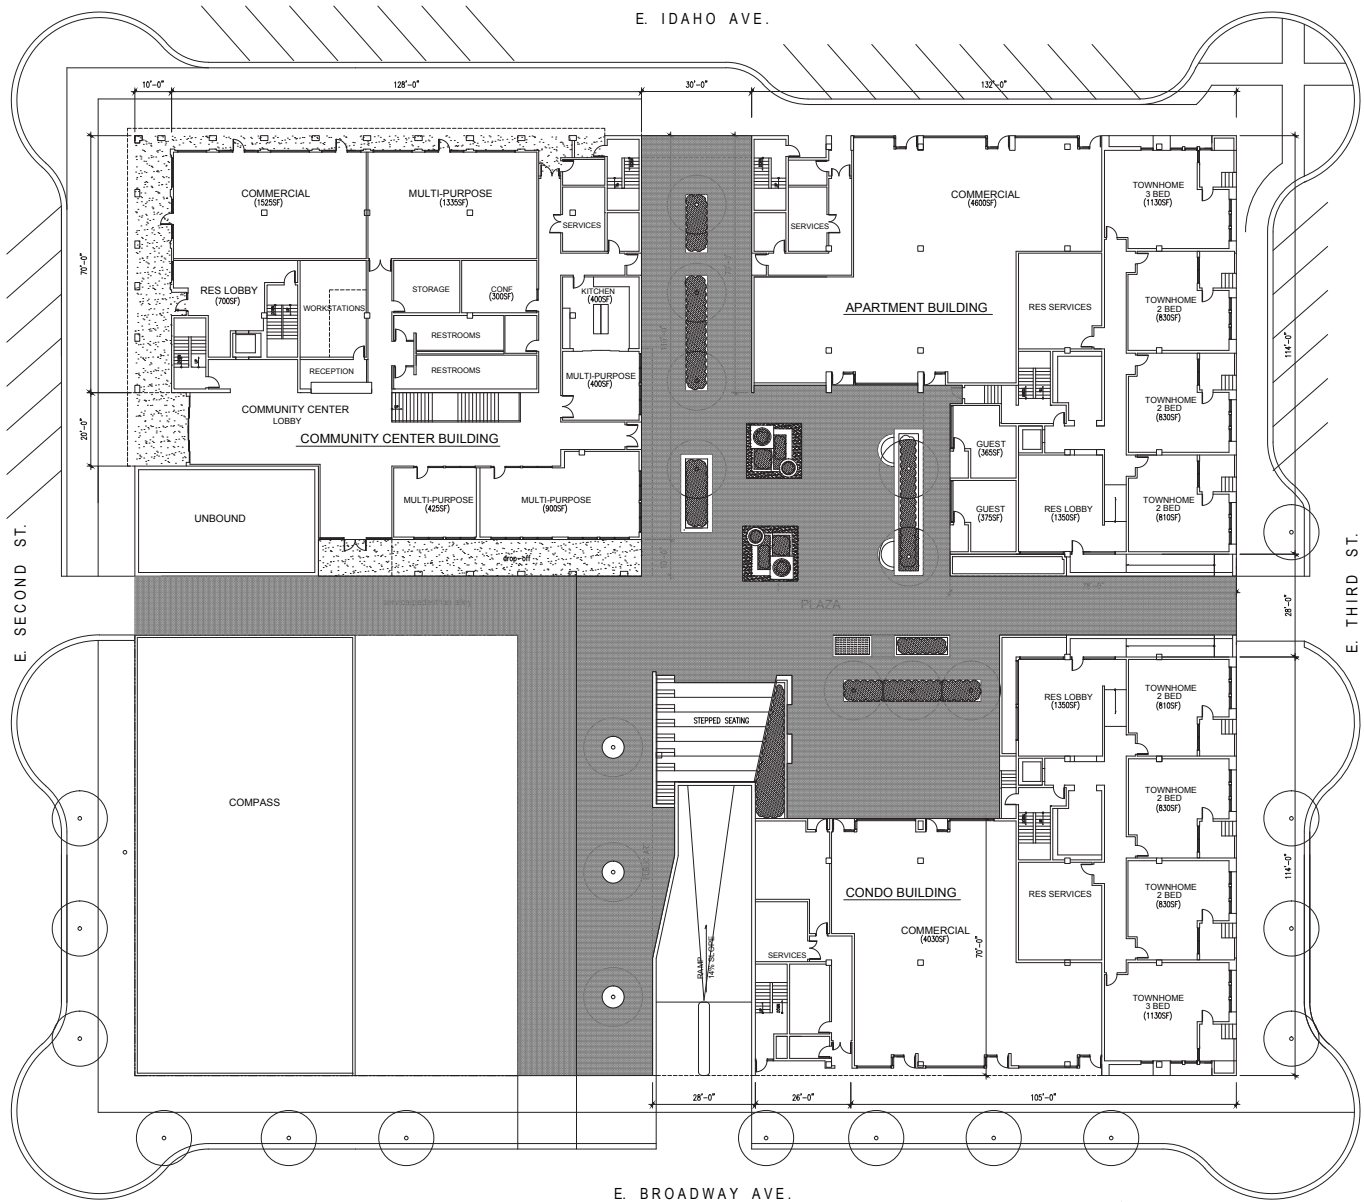 E. IDAHO AVE.
10'-0"
128'-0"
30'-0"
132'-0"
COMMERCIAL
(1525SF)
MULTI-PURPOSE
(1335SF)
SERVICES
SERVICES
COMMERCIAL
(4600SF)
TOWNHOME
3 BED
(1130SF)
70'-0"
RES LOBBY
(700SF)
WORKSTATIONS
STORAGE
CONF
(300SF)
KITCHEN
(400SF)
RESTROOMS
RESTROOMS
RECEPTION
MULTI-PURPOSE
(400SF)
APARTMENT BUILDING
RES SERVICES
TOWNHOME
2 BED
(830SF)
114'-0"
TOWNHOME
2 BED
(830SF)
20'-0"
COMMUNITY CENTER
LOBBY
COMMUNITY CENTER BUILDING
GUEST
(365SF)
UNBOUND
MULTI-PURPOSE
(425SF)
MULTI-PURPOSE
(900SF)
GUEST
(375SF)
RES LOBBY
(1350SF)
TOWNHOME
2 BED
(810SF)
drop-off
E. SECOND ST.
E. THIRD ST.
PLAZA
28'-0"
COMPASS
STEPPED SEATING
RES LOBBY
(1350SF)
TOWNHOME
2 BED
(810SF)
TOWNHOME
2 BED
(830SF)
114'-0"
CONDO BUILDING
RES SERVICES
TOWNHOME
2 BED
(830SF)
COMMERCIAL
(4030SF)
70'-0"
SERVICES
RAMP
14% SLOPE
TOWNHOME
3 BED
(1130SF)
28'-0"
26'-0"
105'-0"
E. BROADWAY AVE.